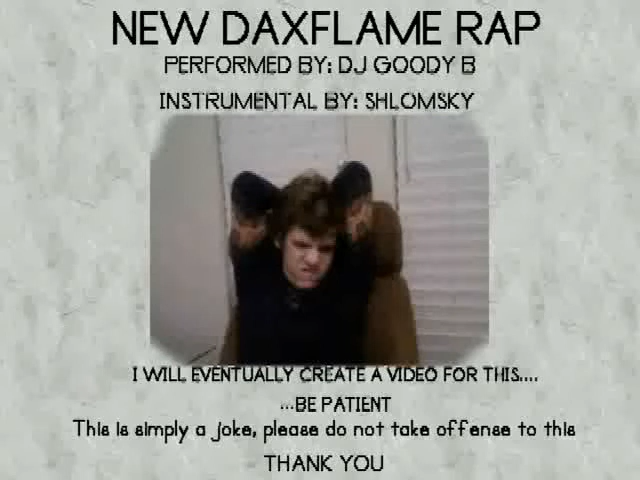 NEW DAXFLAME RAP
PERFORMED BY: DJ GOODY B
INSTRUMENTAL BY: SHLOMSKY
I WILL EVENTUALLY CREATE A VIDEO FOR THIS....
...BE PATIENT
This is simply a joke, please do not take offense to this
THANK YOU